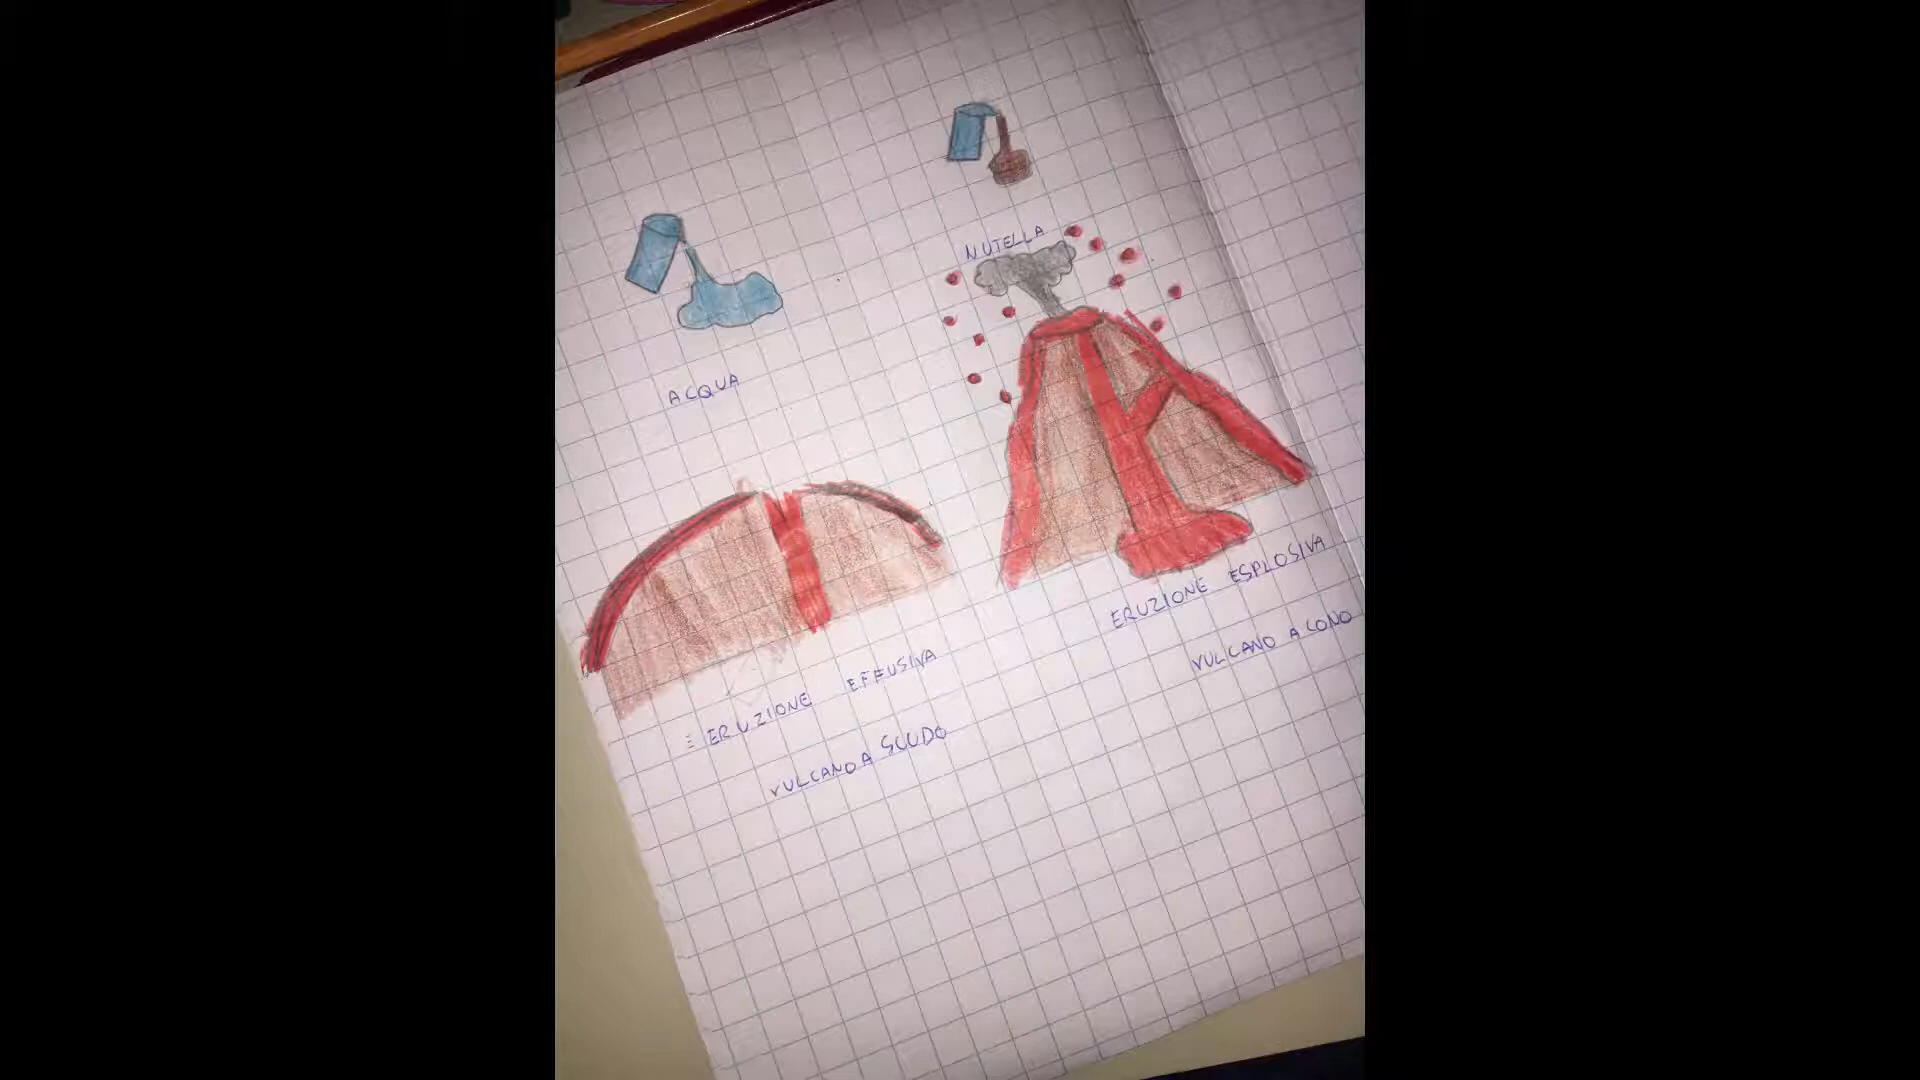 NUTELLA
ACQUA
ERUZIONE EFFUSIVA
VULCANO A SCUDO
ERUZIONE ESPLOSIVA
VULCANO A CONO